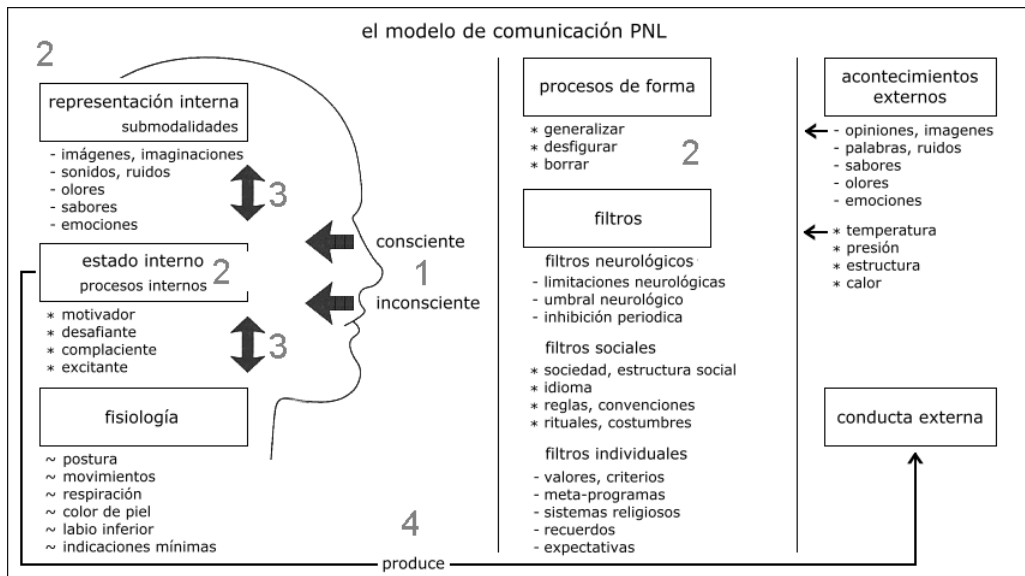 el modelo de comunicación PNL
2
representación interna
submodalidades
- imágenes, imaginaciones
- sonidos, ruidos
- olores
- sabores
- emociones
3
estado interno
procesos internos
2
* motivador
* desafiante
* complaciente
* excitante
3
fisiología
~ postura
~ movimientos
~ respiración
~ color de piel
~ labio inferior
~ indicaciones mínimas
consciente
1
inconsciente
4
produce
procesos de forma
* generalizar
* desfigurar
* borrar
2
filtros
filtros neurológicos
- limitaciones neurológicas
- umbral neurológico
- inhibición periodica
filtros sociales
* sociedad, estructura social
* idioma
* reglas, convenciones
* rituales, costumbres
filtros individuales
- valores, criterios
- meta-programas
- sistemas religiosos
- recuerdos
- expectativas
acontecimientos
externos
- opiniones, imagenes
- palabras, ruidos
- sabores
- olores
- emociones
* temperatura
* presión
* estructura
* calor
conducta externa